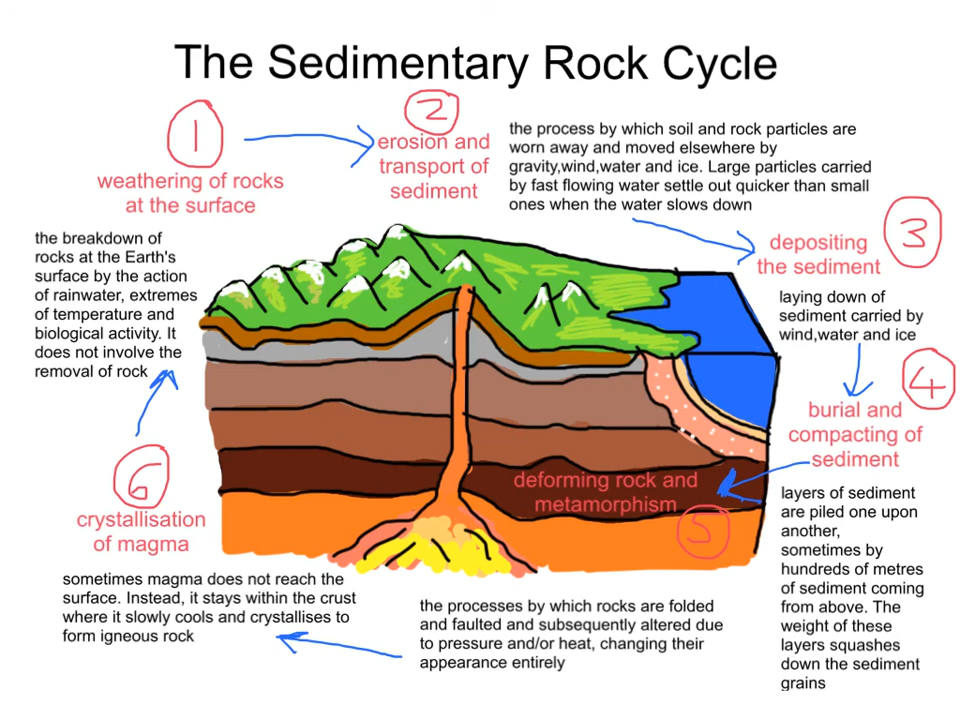 The Sedimentary Rock Cycle
1
weathering of rocks
at the surface
the breakdown of
rocks at the Earth's
surface by the action
of rainwater, extremes
of temperature and
biological activity. It
does not involve the
removal of rock
2
erosion and
transport of
sediment
the process by which soil and rock particles are
worn away and moved elsewhere by
gravity,wind,water and ice. Large particles carried
by fast flowing water settle out quicker than small
ones when the water slows down
3
depositing
the sediment
laying down of
sediment carried by
wind,water and ice
4
burial and
compacting of
sediment
layers of sediment
are piled one upon
another,
sometimes by
hundreds of metres
of sediment coming
from above. The
weight of these
layers squashes
down the sediment
grains
deforming rock and
metamorphism
5
the processes by which rocks are folded
and faulted and subsequently altered due
to pressure and/or heat, changing their
appearance entirely
6
crystallisation
of magma
sometimes magma does not reach the
surface. Instead, it stays within the crust
where it slowly cools and crystallises to
form igneous rock